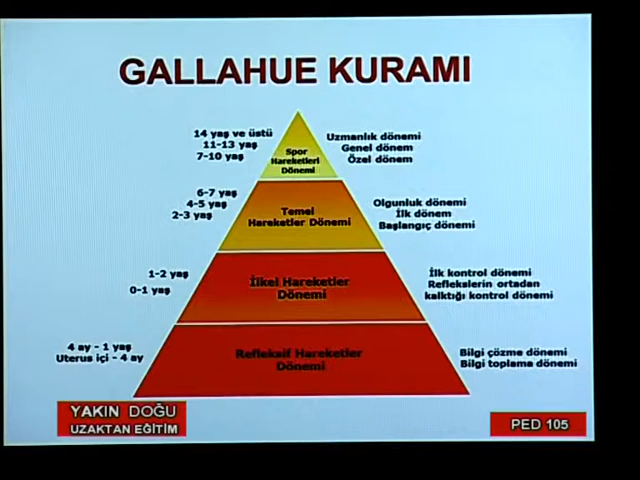 GALLAHUE KURAMI
14 yaş ve üstü
11-13 yaş
7-10 yaş
Spor
Hareketleri
Dönemi
Uzmanlık dönemi
Genel dönem
Özel dönem
6-7 yaş
4-5 yaş
2-3 yaş
Temel
Hareketler Dönemi
Olgunluk dönemi
İlk dönem
Başlangıç dönemi
1-2 yaş
0-1 yaş
İlkel Hareketler
Dönemi
İlk kontrol dönemi
Reflekslerin ortadan
kalktığı kontrol dönemi
4 ay - 1 yaş
Uterus içi - 4 ay
Refleksif Hareketler
Dönemi
Bilgi çözme dönemi
Bilgi toplama dönemi
YAKIN DOĞU
UZAKTAN EĞİTİM
PED 105